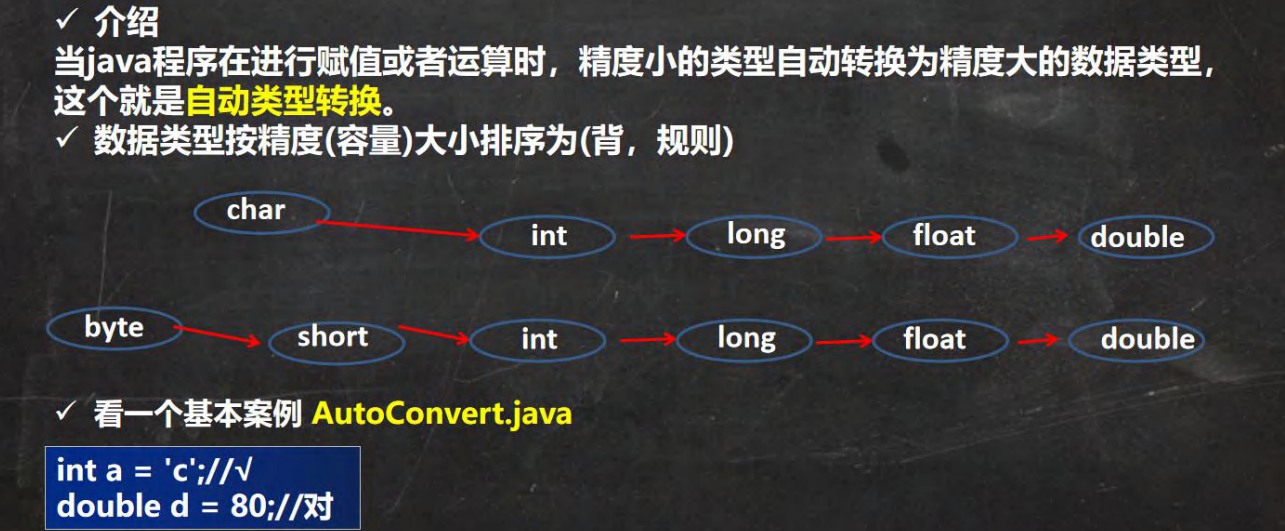 ✓ 介绍
当java程序在进行赋值或者运算时，精度小的类型自动转换为精度大的数据类型，
这个就是自动类型转换。
✓ 数据类型按精度(容量)大小排序为(背，规则)
char int long float double
byte short int long float double
✓ 看一个基本案例 AutoConvert.java
int a = 'c';//√
double d = 80;//对